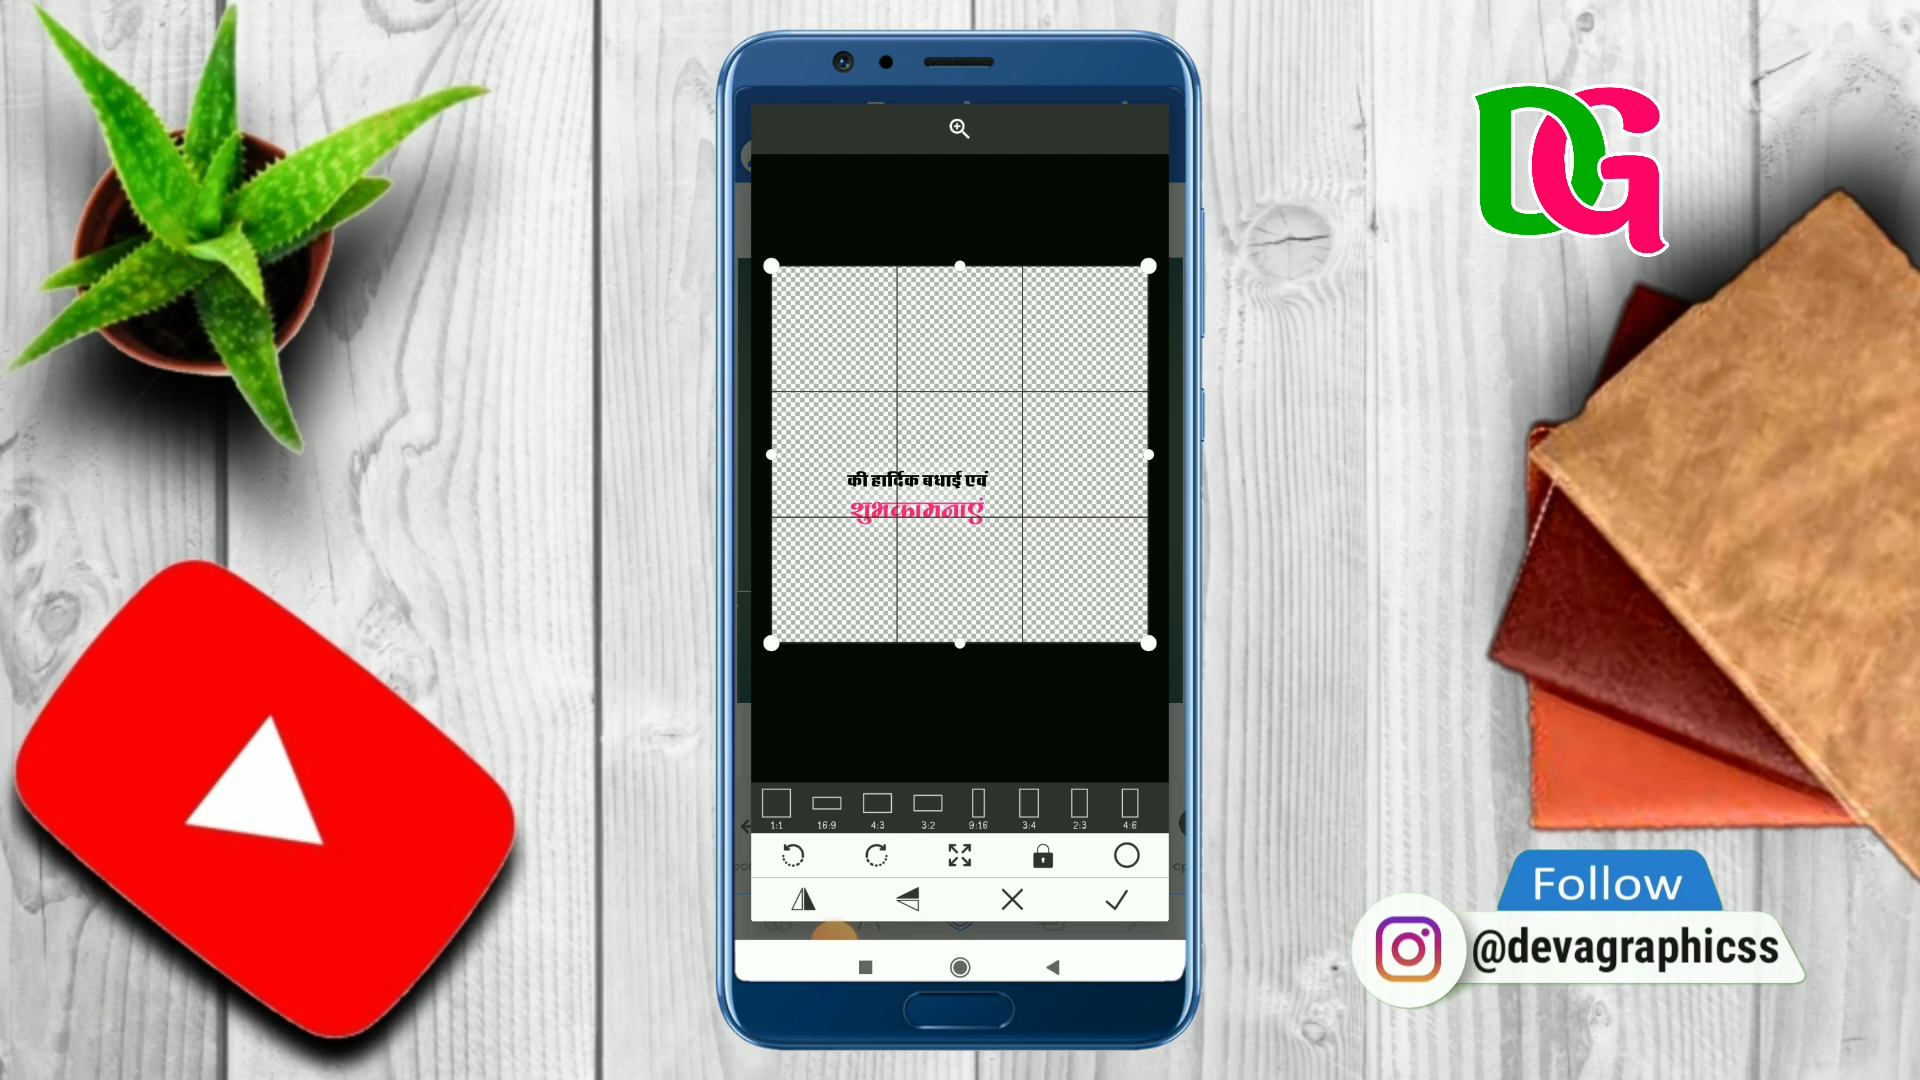 DG
की हार्दिक बधाई एवं
शुभकामनाएं
1:1 16:9 4:3 3:2 9:16 3:4 2:3 4:6
Follow
@devagraphicss